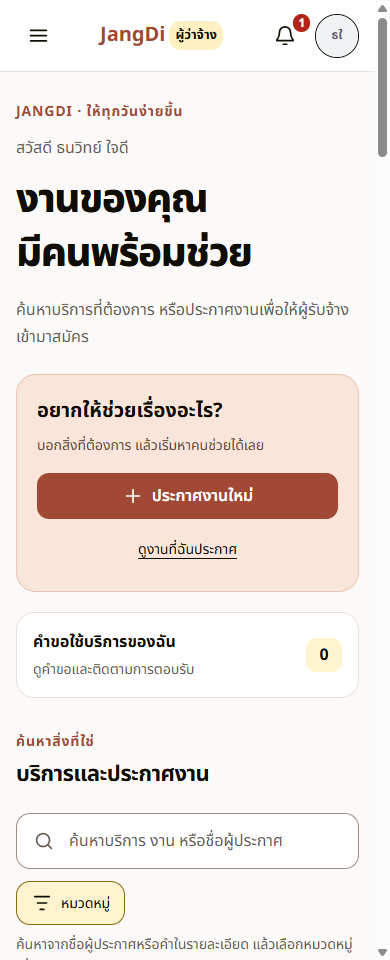 JangDi ผู้ว่าจ้าง 1 ธใ
JANGDI · ให้ทุกวันง่ายขึ้น
สวัสดี ธนวิทย์ ใจดี
งานของคุณ
มีคนพร้อมช่วย
ค้นหาบริการที่ต้องการ หรือประกาศงานเพื่อให้ผู้รับจ้าง
เข้ามาสมัคร
อยากให้ช่วยเรื่องอะไร?
บอกสิ่งที่ต้องการ แล้วเริ่มหาคนช่วยได้เลย
ประกาศงานใหม่
ดูงานที่ฉันประกาศ
คำขอใช้บริการของฉัน
ดูคำขอและติดตามการตอบรับ
0
ค้นหาสิ่งที่ใช่
บริการและประกาศงาน
ค้นหาบริการ งาน หรือชื่อผู้ประกาศ
หมวดหมู่
ค้นหาจากชื่อผู้ประกาศหรือคำในรายละเอียด แล้วเลือกหมวดหมู่